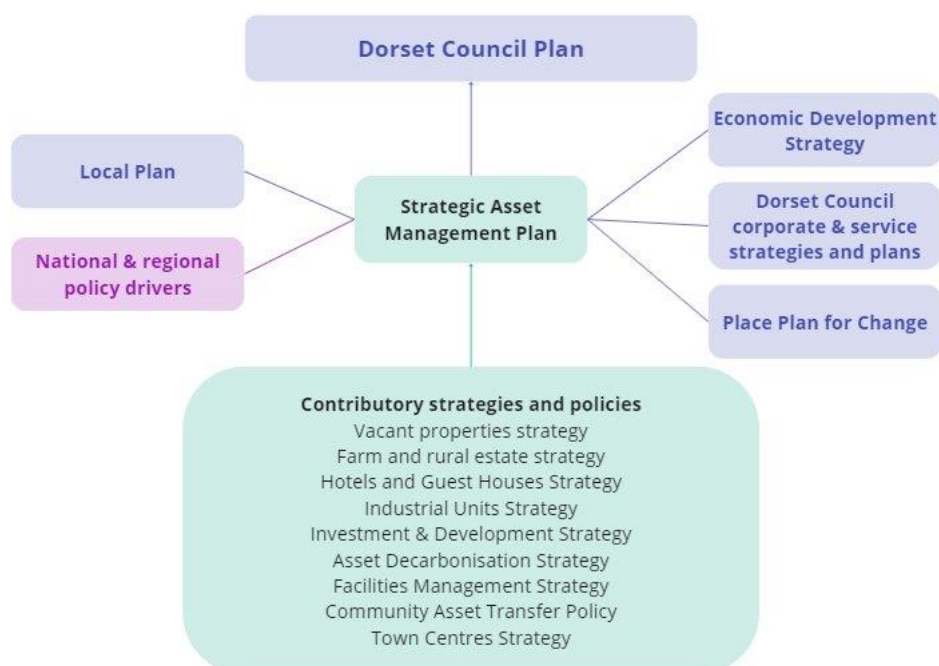 Dorset Council Plan
Local Plan
National & regional
policy drivers
Strategic Asset
Management Plan
Economic Development
Strategy
Dorset Council
corporate & service
strategies and plans
Place Plan for Change
Contributory strategies and policies
Vacant properties strategy
Farm and rural estate strategy
Hotels and Guest Houses Strategy
Industrial Units Strategy
Investment & Development Strategy
Asset Decarbonisation Strategy
Facilities Management Strategy
Community Asset Transfer Policy
Town Centres Strategy